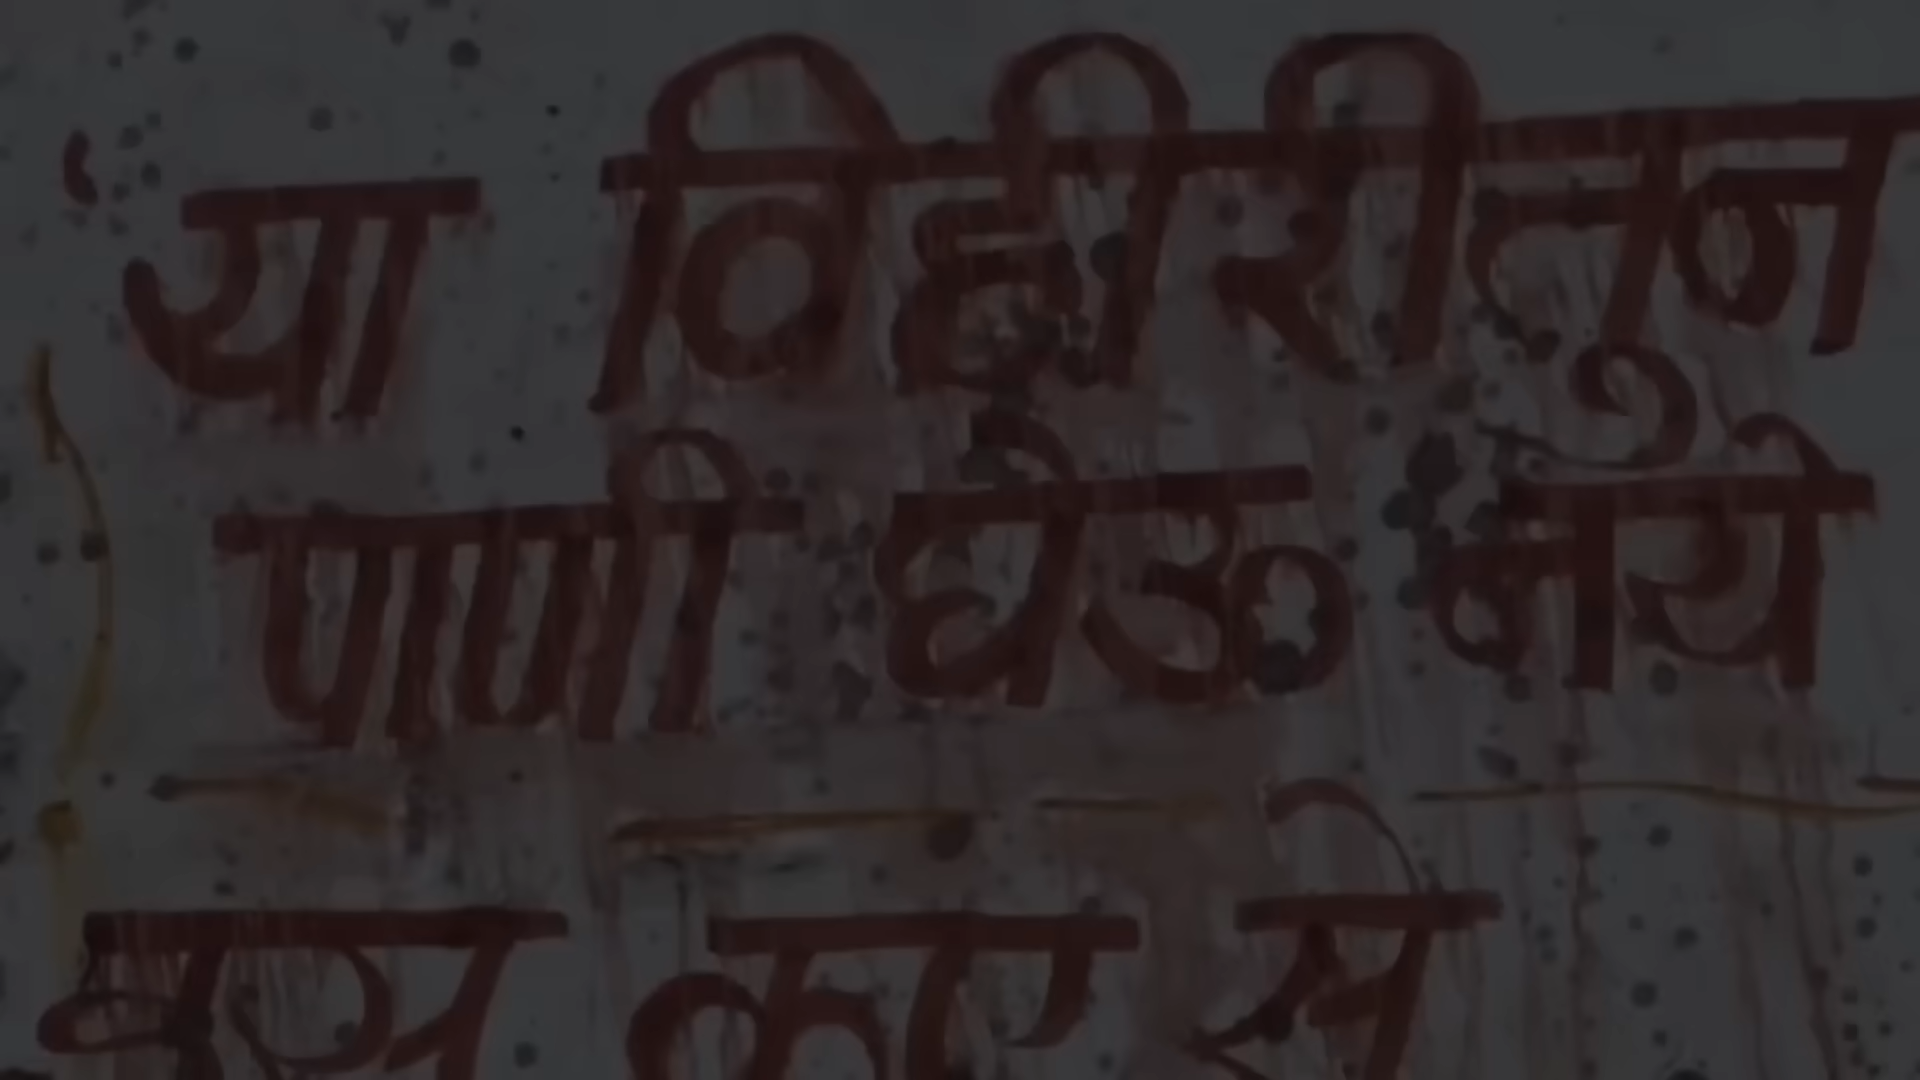 या विहीरीतून
पाणी घेऊ नये
कुए से